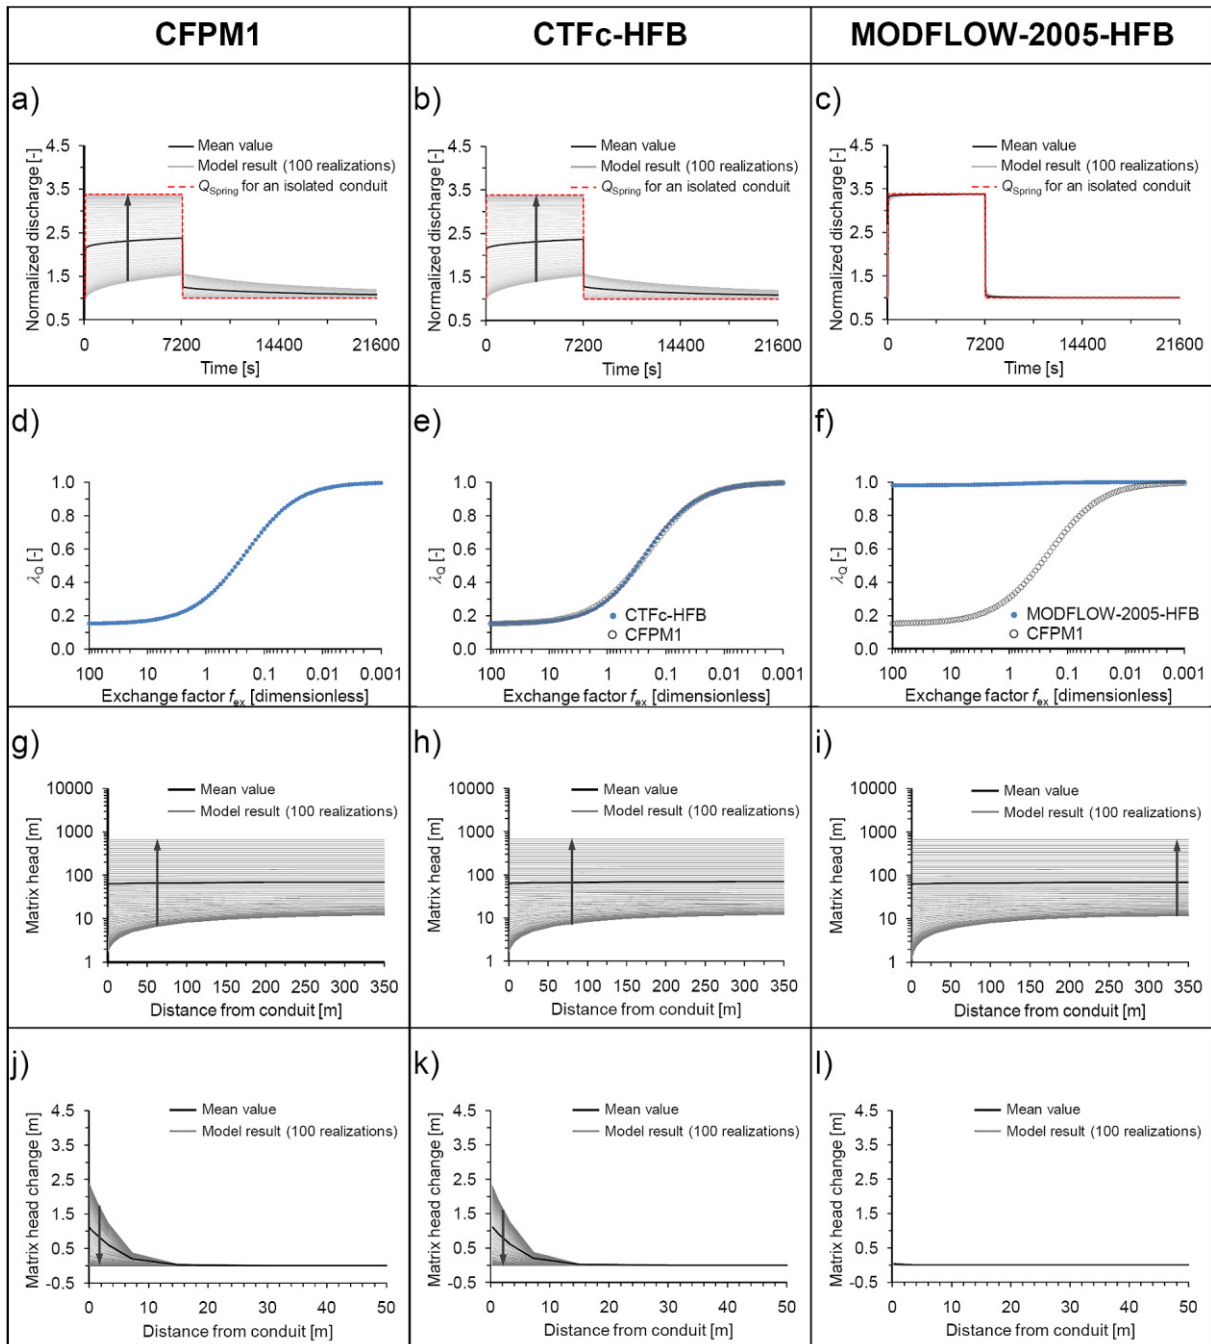 CFPM1
CTFc-HFB
MODFLOW-2005-HFB
a)
Normalized discharge [-]
4.5
3.5
2.5
1.5
0.5
Mean value
Model result (100 realizations)
QSpring for an isolated conduit
0 7200 14400 21600
Time [s]
b)
Normalized discharge [-]
4.5
3.5
2.5
1.5
0.5
Mean value
Model result (100 realizations)
QSpring for an isolated conduit
0 7200 14400 21600
Time [s]
c)
Normalized discharge [-]
4.5
3.5
2.5
1.5
0.5
Mean value
Model result (100 realizations)
QSpring for an isolated conduit
0 7200 14400 21600
Time [s]
d)
λQ [-]
1.0
0.8
0.6
0.4
0.2
0.0
100 10 1 0.1 0.01 0.001
Exchange factor fex [dimensionless]
e)
λQ [-]
1.0
0.8
0.6
0.4
0.2
0.0
CTFc-HFB
CFPM1
100 10 1 0.1 0.01 0.001
Exchange factor fex [dimensionless]
f)
λQ [-]
1.0
0.8
0.6
0.4
0.2
0.0
MODFLOW-2005-HFB
CFPM1
100 10 1 0.1 0.01 0.001
Exchange factor fex [dimensionless]
g)
Matrix head [m]
10000
1000
100
10
1
Mean value
Model result (100 realizations)
0 50 100 150 200 250 300 350
Distance from conduit [m]
h)
Matrix head [m]
10000
1000
100
10
1
Mean value
Model result (100 realizations)
0 50 100 150 200 250 300 350
Distance from conduit [m]
i)
Matrix head [m]
10000
1000
100
10
1
Mean value
Model result (100 realizations)
0 50 100 150 200 250 300 350
Distance from conduit [m]
j)
Matrix head change [m]
4.5
3.5
2.5
1.5
0.5
-0.5
Mean value
Model result (100 realizations)
0 10 20 30 40 50
Distance from conduit [m]
k)
Matrix head change [m]
4.5
3.5
2.5
1.5
0.5
-0.5
Mean value
Model result (100 realizations)
0 10 20 30 40 50
Distance from conduit [m]
l)
Matrix head change [m]
4.5
3.5
2.5
1.5
0.5
-0.5
Mean value
Model result (100 realizations)
0 10 20 30 40 50
Distance from conduit [m]